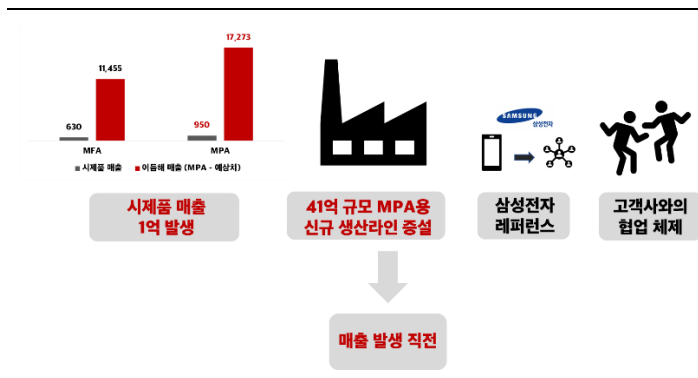 17,273
11,455
630
950
MFA
MPA
시제품 매출
이듬해 매출 (MPA - 예상치)
SAMSUNG
삼성전자
시제품 매출
1억 발생
41억 규모 MPA용
신규 생산라인 증설
삼성전자
레퍼런스
고객사와의
협업 체제
매출 발생 직전